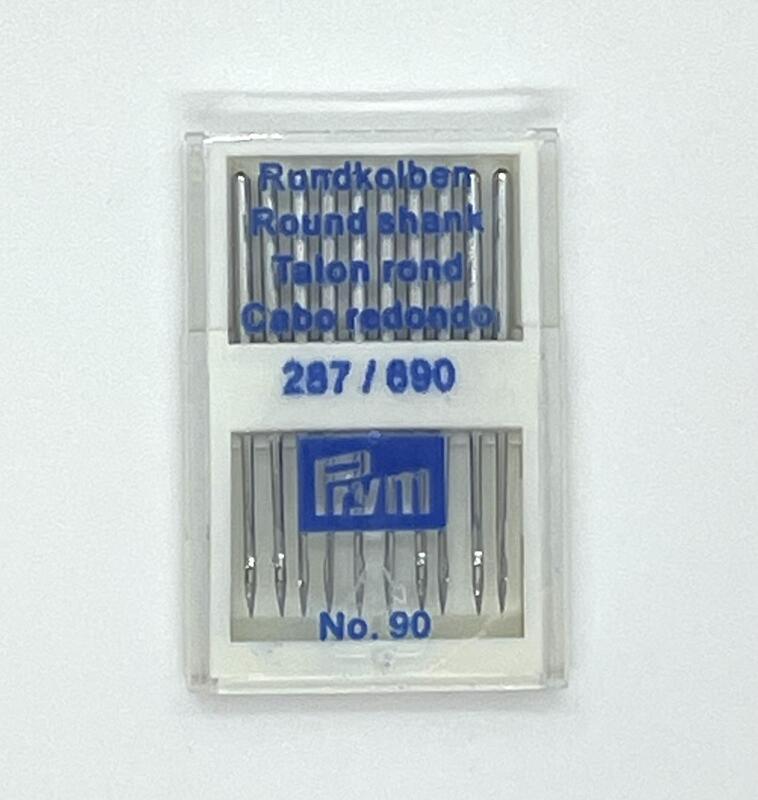 Rundkolben
Round shank
Talon rond
Cabo redondo
287 / 690
Prym
No. 90